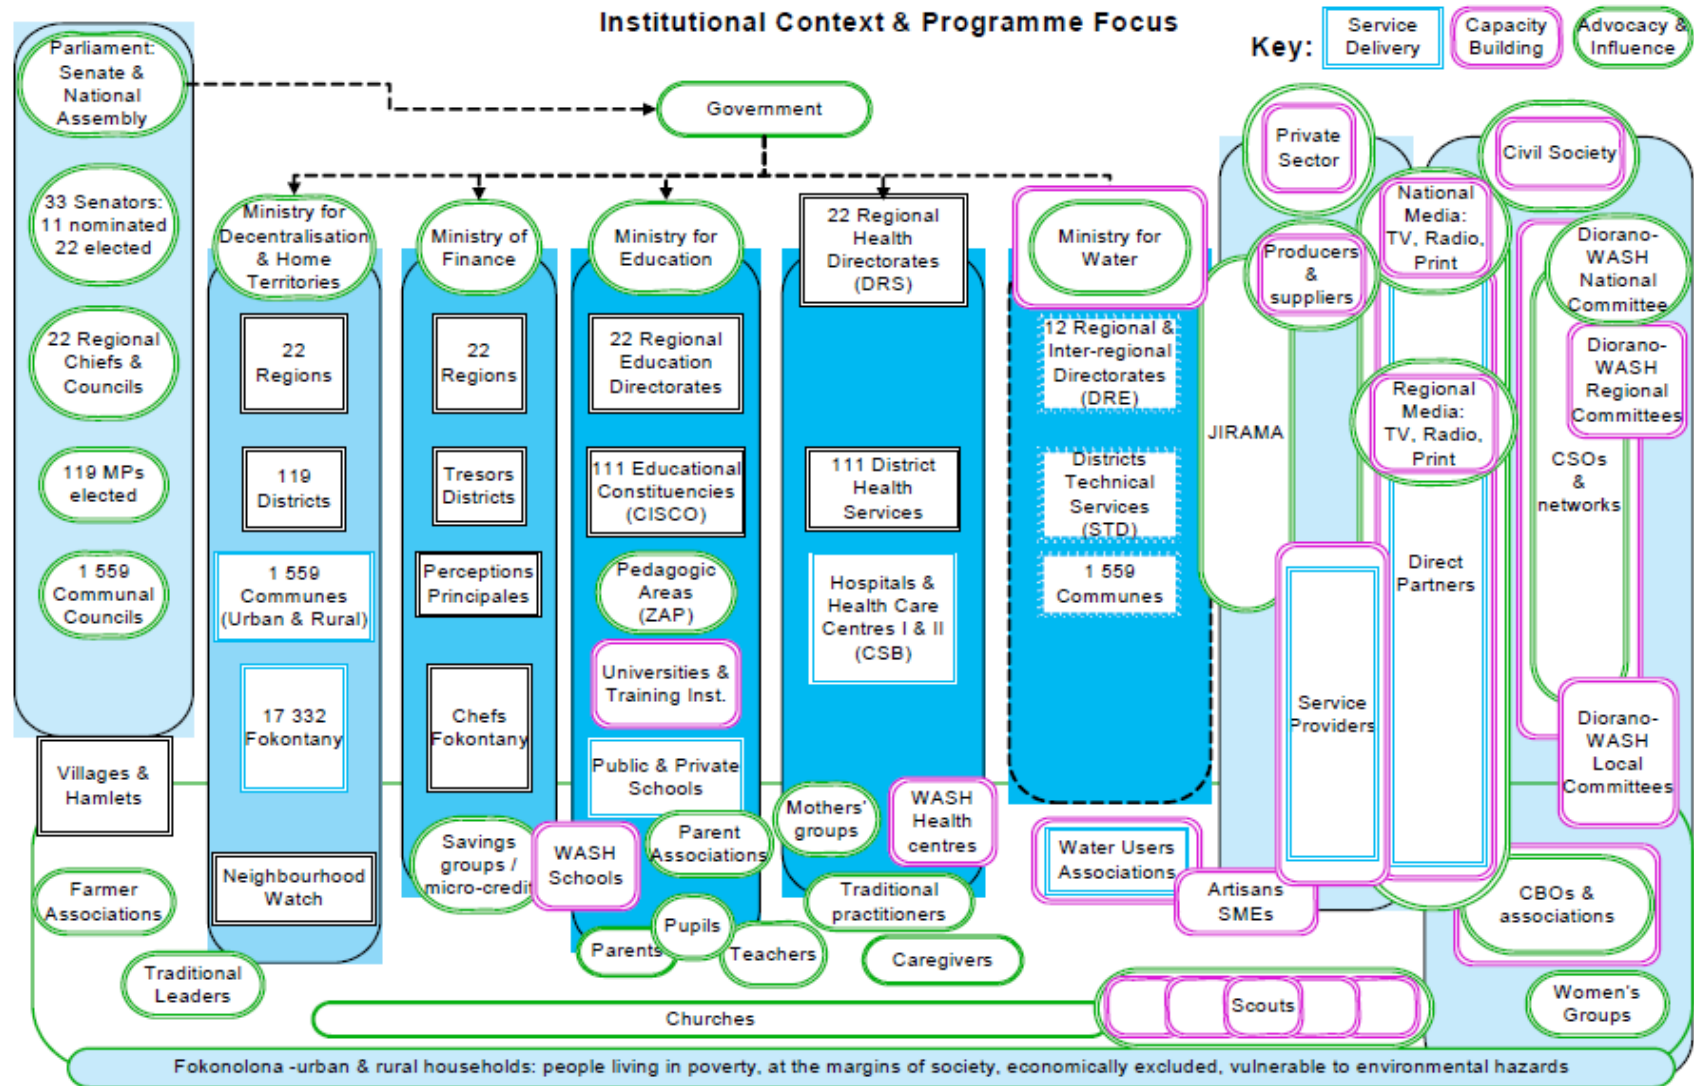 Institutional Context & Programme Focus
Key:
Service
Delivery
Capacity
Building
Advocacy &
Influence
Parliament:
Senate &
National
Assembly
33 Senators:
11 nominated
22 elected
22 Regional
Chiefs &
Councils
119 MPs
elected
1 559
Communal
Councils
Villages &
Hamlets
Farmer
Associations
Traditional
Leaders
Government
Ministry for
Decentralisation
& Home
Territories
22
Regions
119
Districts
1 559
Communes
(Urban & Rural)
17 332
Fokontany
Neighbourhood
Watch
Ministry of
Finance
22
Regions
Tresors
Districts
Perceptions
Principales
Chefs
Fokontany
Savings
groups /
micro-credit
Ministry for
Education
22 Regional
Education
Directorates
111 Educational
Constituencies
(CISCO)
Pedagogic
Areas
(ZAP)
Universities &
Training Inst.
Public & Private
Schools
WASH
Schools
Parent
Associations
Pupils
Parents
Teachers
22 Regional
Health
Directorates
(DRS)
111 District
Health
Services
Hospitals &
Health Care
Centres I & II
(CSB)
Mothers'
groups
WASH
Health
centres
Traditional
practitioners
Caregivers
Ministry for
Water
12 Regional &
Inter-regional
Directorates
(DRE)
Districts
Technical
Services
(STD)
1 559
Communes
Water Users
Associations
Artisans
SMEs
JIRAMA
Private
Sector
Producers
&
suppliers
Service
Providers
National
Media:
TV, Radio,
Print
Regional
Media:
TV, Radio,
Print
Direct
Partners
Civil Society
Diorano-
WASH
National
Committee
Diorano-
WASH
Regional
Committees
CSOs
&
networks
Diorano-
WASH
Local
Committees
CBOs &
associations
Women's
Groups
Scouts
Churches
Fokonolona -urban & rural households: people living in poverty, at the margins of society, economically excluded, vulnerable to environmental hazards